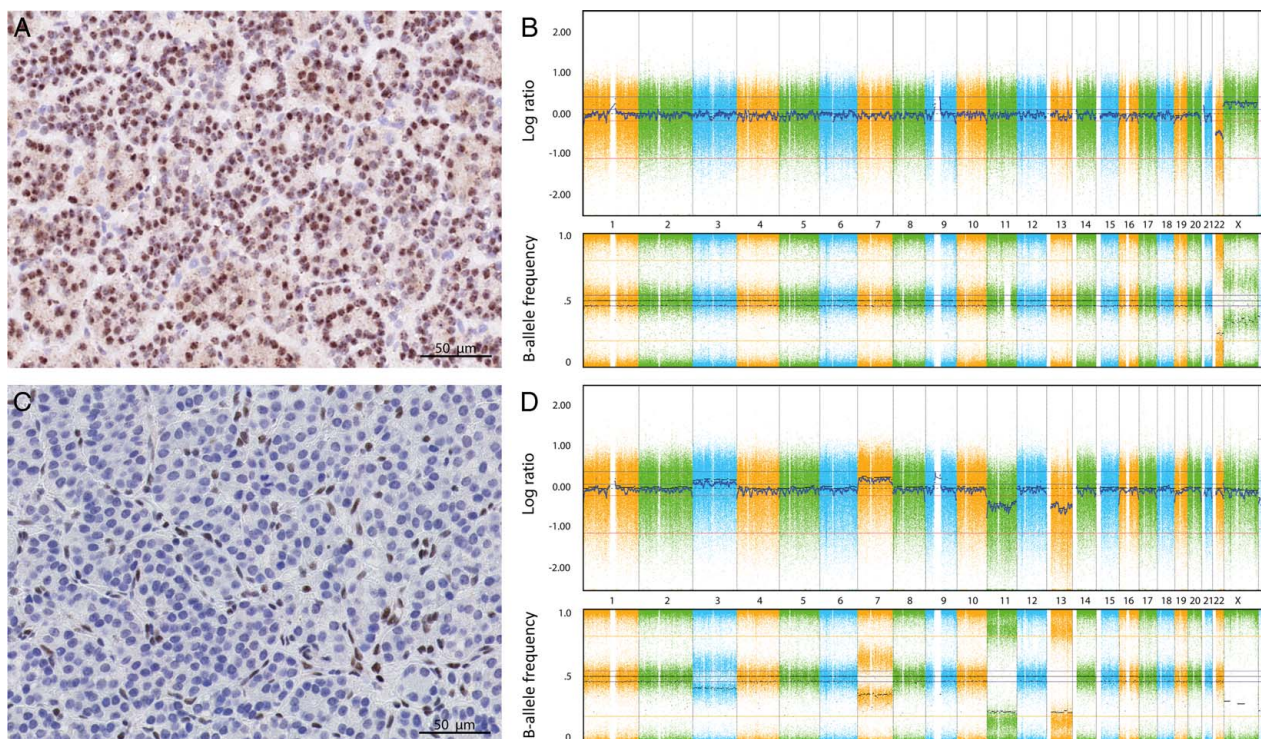 A
50 µm
B
2.00
1.00
0.00
-1.00
-2.00
Log ratio
1 2 3 4 5 6 7 8 9 10 11 12 13 14 15 16 17 18 19 20 21 22 X
1.0
.5
0
B-allele frequency
C
50 µm
D
2.00
1.00
0.00
-1.00
-2.00
Log ratio
1 2 3 4 5 6 7 8 9 10 11 12 13 14 15 16 17 18 19 20 21 22 X
1.0
.5
0
B-allele frequency